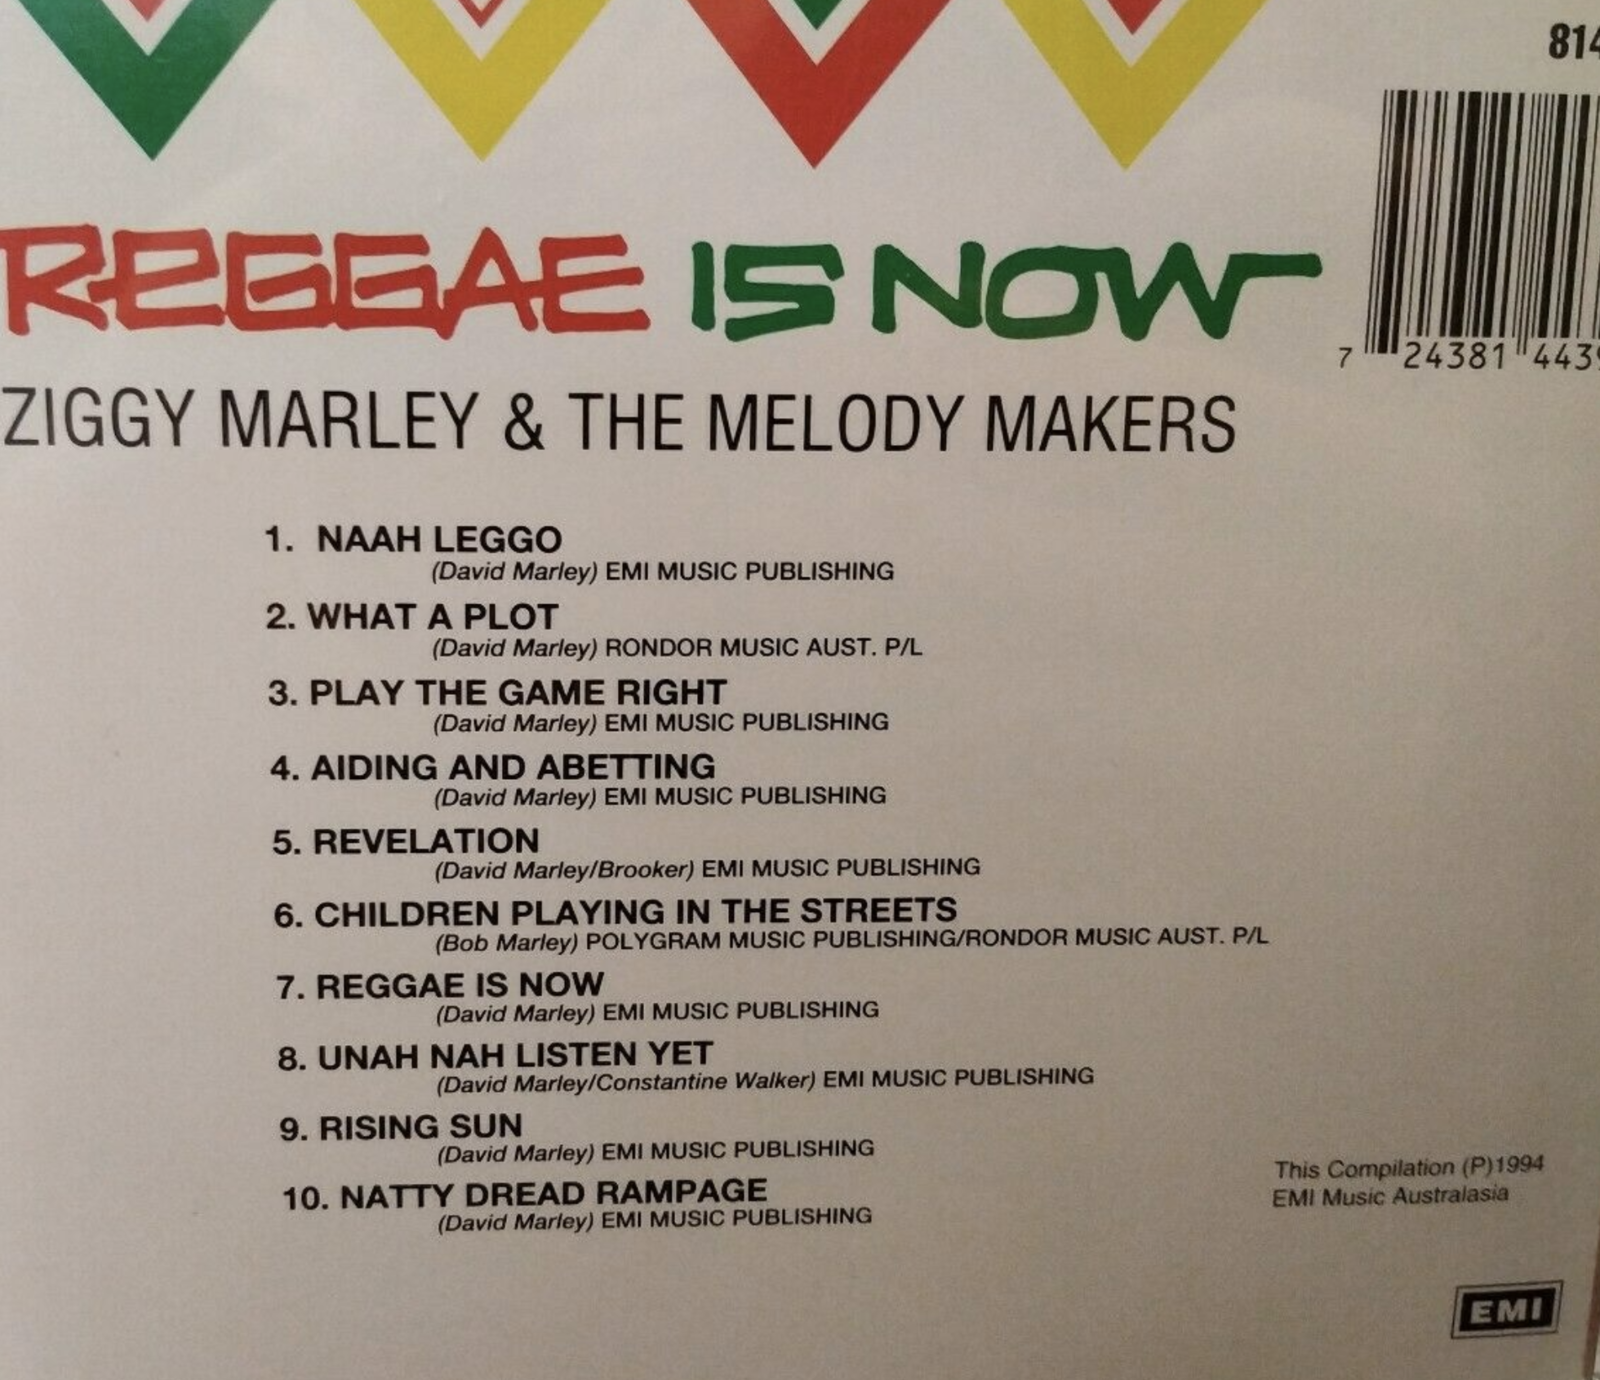 814
REGGAE IS NOW
7 24381 443
ZIGGY MARLEY & THE MELODY MAKERS
1. NAAH LEGGO
(David Marley) EMI MUSIC PUBLISHING
2. WHAT A PLOT
(David Marley) RONDOR MUSIC AUST. P/L
3. PLAY THE GAME RIGHT
(David Marley) EMI MUSIC PUBLISHING
4. AIDING AND ABETTING
(David Marley) EMI MUSIC PUBLISHING
5. REVELATION
(David Marley/Brooker) EMI MUSIC PUBLISHING
6. CHILDREN PLAYING IN THE STREETS
(Bob Marley) POLYGRAM MUSIC PUBLISHING/RONDOR MUSIC AUST. P/L
7. REGGAE IS NOW
(David Marley) EMI MUSIC PUBLISHING
8. UNAH NAH LISTEN YET
(David Marley/Constantine Walker) EMI MUSIC PUBLISHING
9. RISING SUN
(David Marley) EMI MUSIC PUBLISHING
10. NATTY DREAD RAMPAGE
(David Marley) EMI MUSIC PUBLISHING
This Compilation (P)1994
EMI Music Australasia
EMI